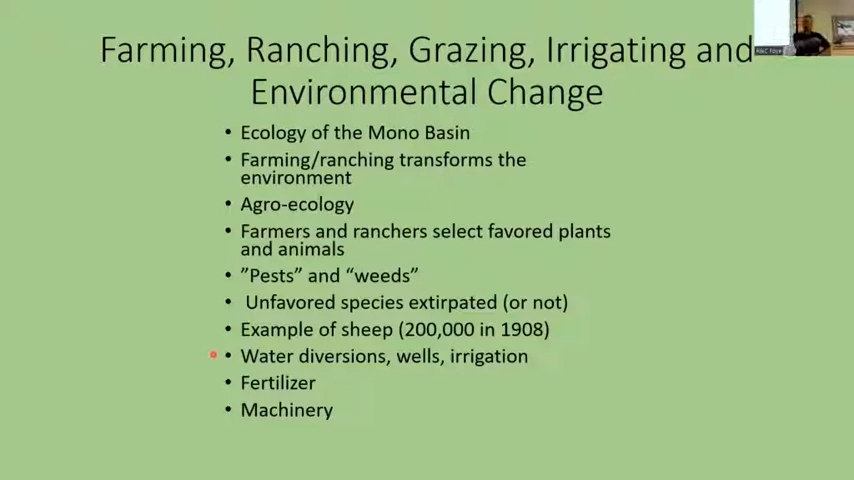 Farming, Ranching, Grazing, Irrigating and
Environmental Change
• Ecology of the Mono Basin
• Farming/ranching transforms the
environment
• Agro-ecology
• Farmers and ranchers select favored plants
and animals
• ”Pests” and “weeds”
• Unfavored species extirpated (or not)
• Example of sheep (200,000 in 1908)
• Water diversions, wells, irrigation
• Fertilizer
• Machinery